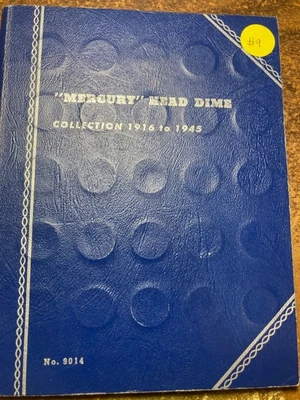 #9
"MERCURY" HEAD DIME
COLLECTION 1916 to 1945
No. 9014